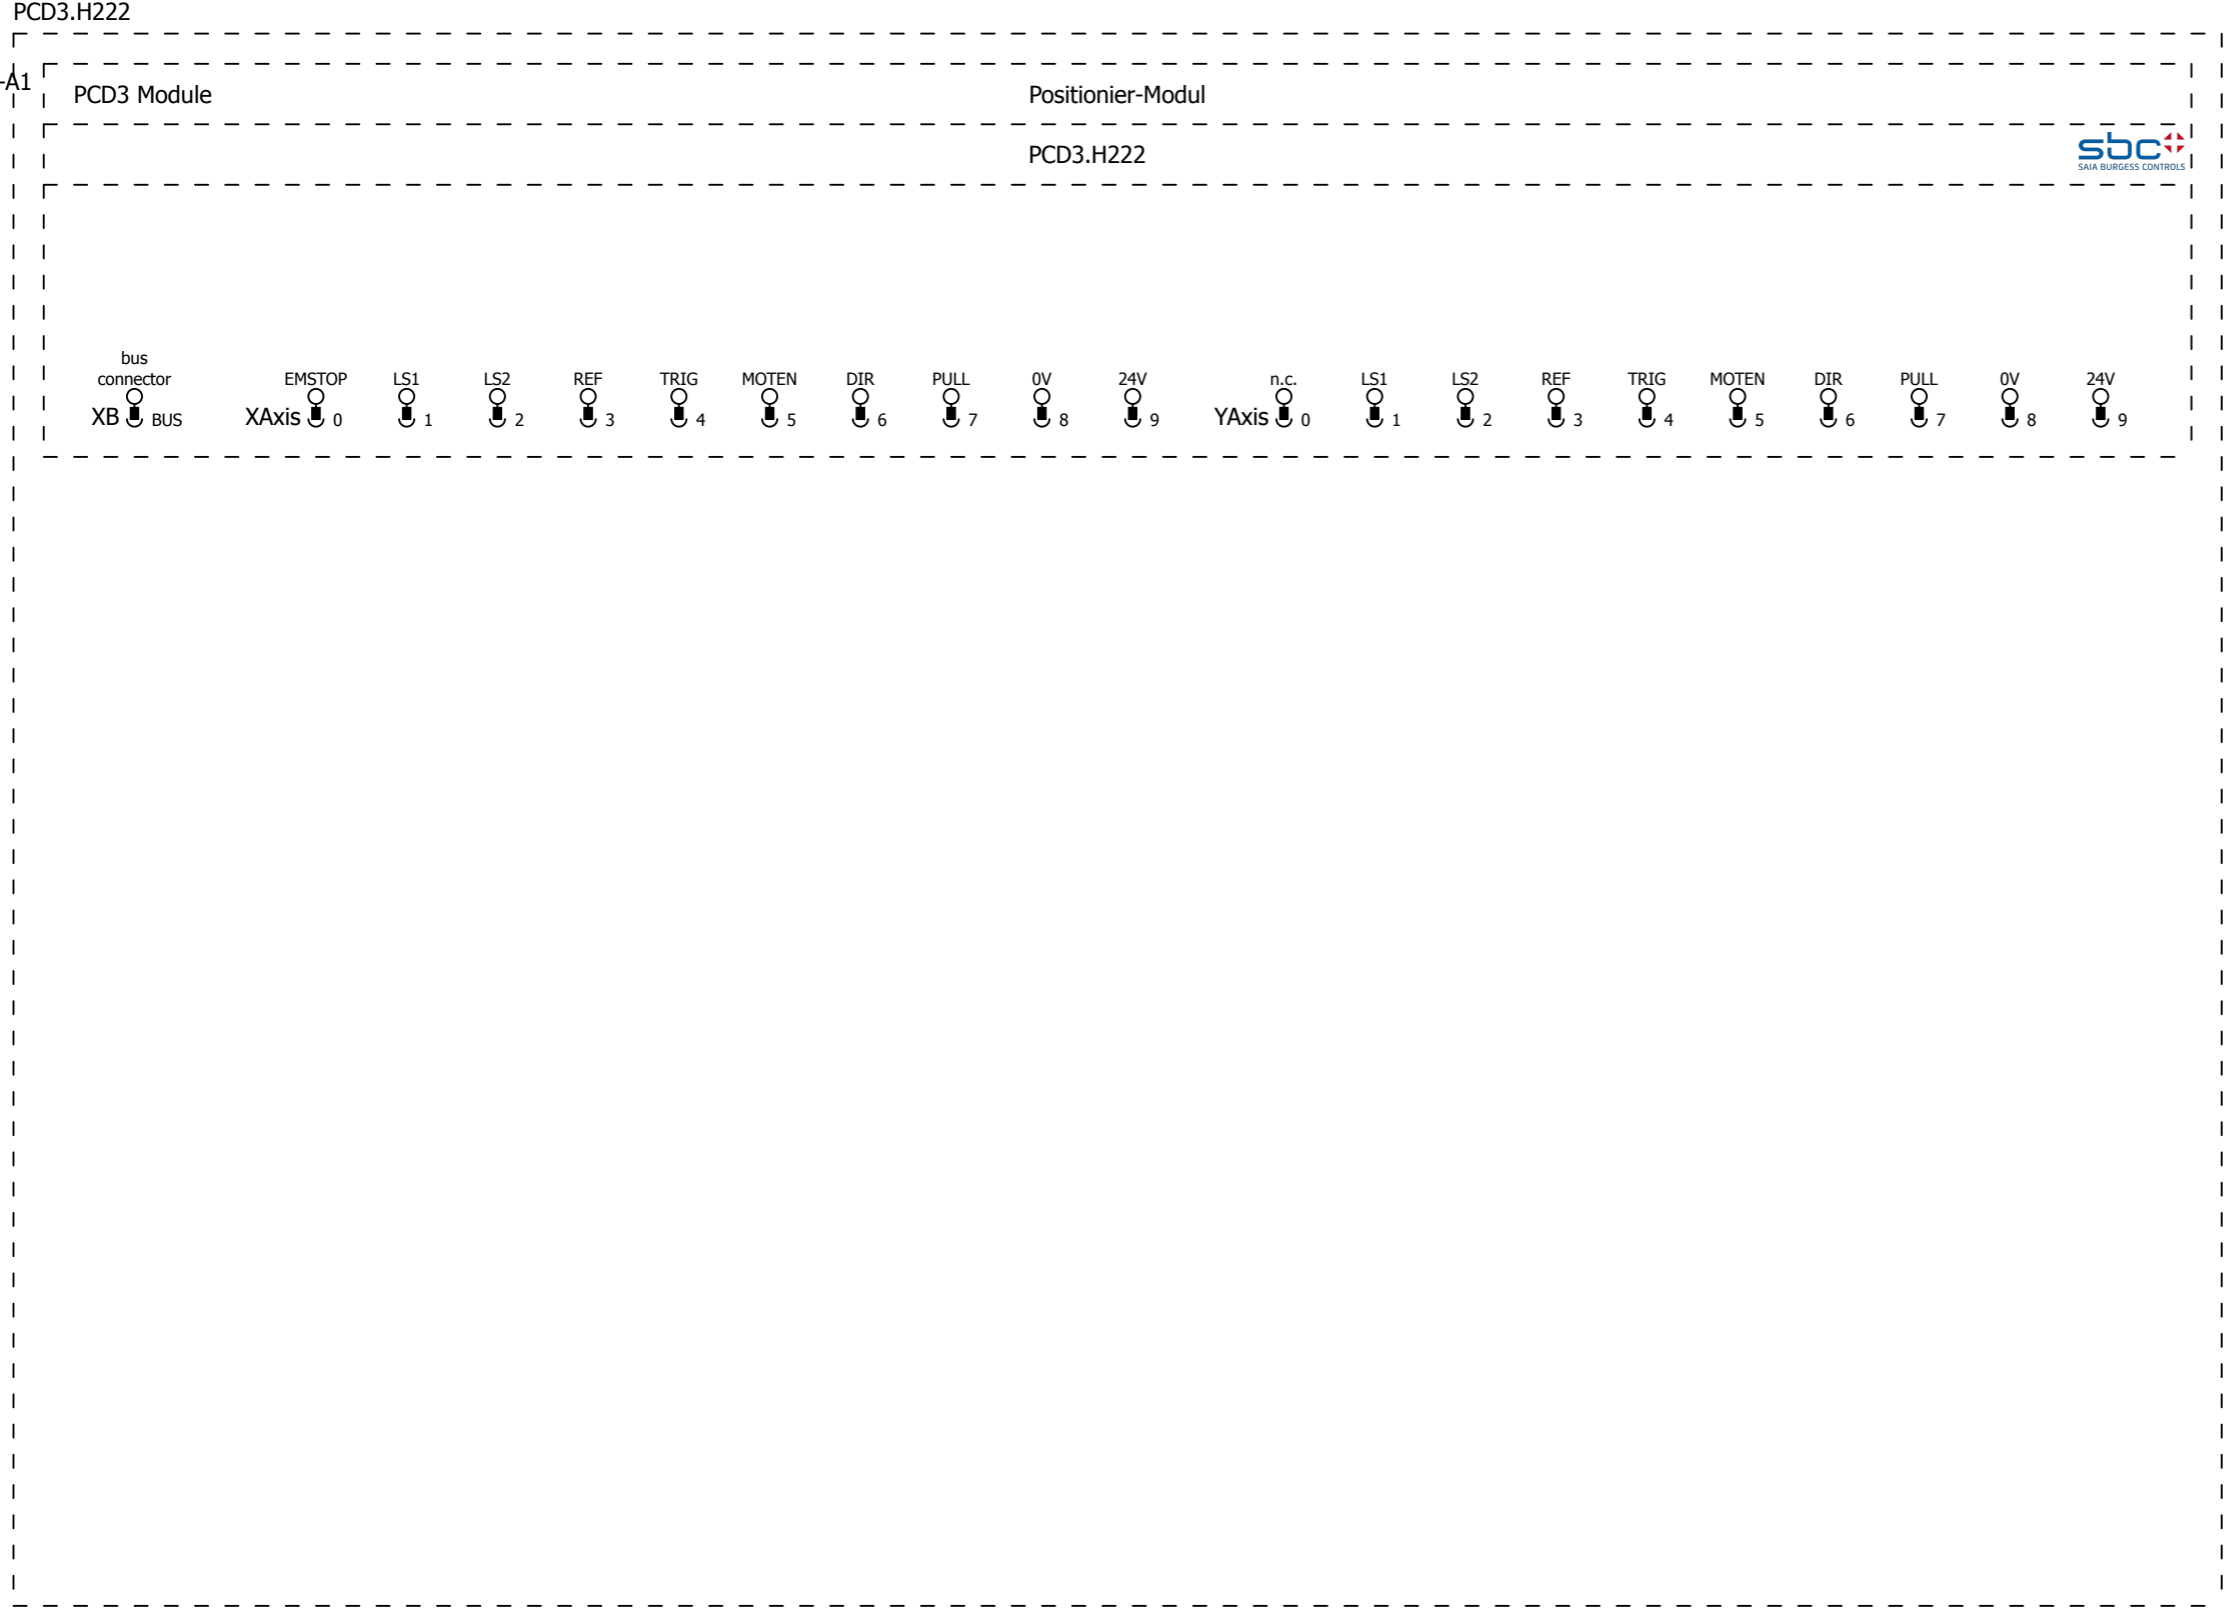 PCD3.H222
-A1
PCD3 Module Positionier-Modul
PCD3.H222
sbc
SAIA BURGESS CONTROLS
bus
connector EMSTOP LS1 LS2 REF TRIG MOTEN DIR PULL 0V 24V n.c. LS1 LS2 REF TRIG MOTEN DIR PULL 0V 24V
XB BUS XAxis 0 1 2 3 4 5 6 7 8 9 YAxis 0 1 2 3 4 5 6 7 8 9